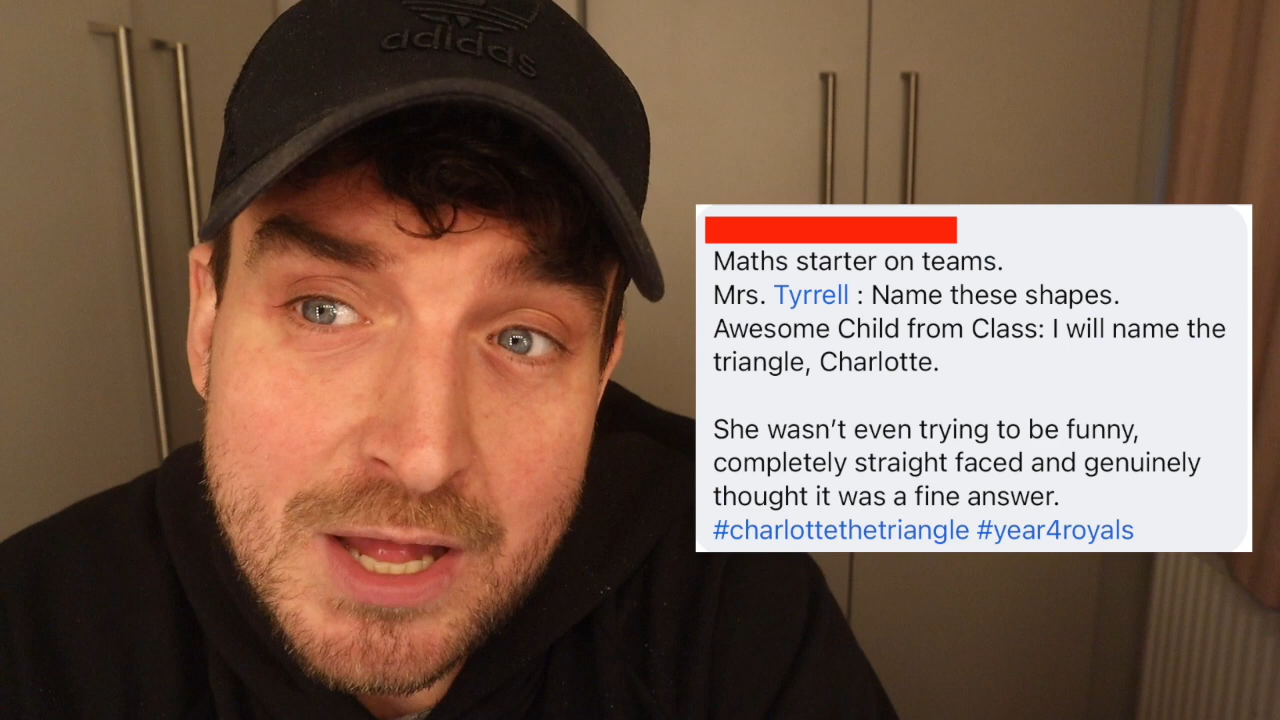 adidas
Maths starter on teams.
Mrs. Tyrrell : Name these shapes.
Awesome Child from Class: I will name the
triangle, Charlotte.
She wasn’t even trying to be funny,
completely straight faced and genuinely
thought it was a fine answer.
#charlottethetriangle #year4royals